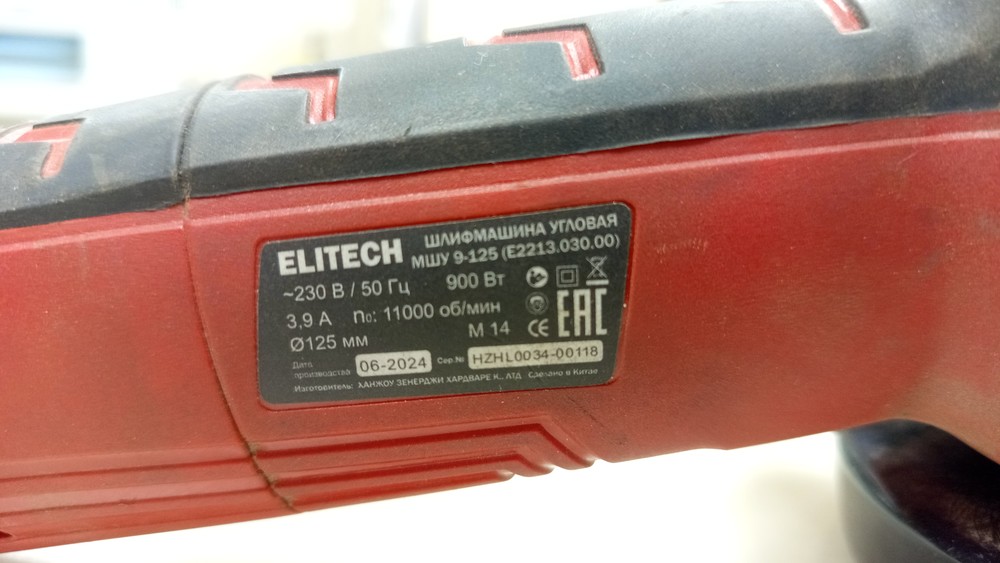 ELITECH
ШЛИФМАШИНА УГЛОВАЯ
МШУ 9-125 (E2213.030.00)
~230 В / 50 Гц 900 Вт
3,9 А n₀: 11000 об/мин
Ø125 мм M 14 CE EAC
Дата производства 06-2024 Сер.№ HZHL0034-00118
Изготовитель: ХАНЖОУ ЗЕНЕРДЖИ ХАРДВАРЕ К., ЛТД Сделано в Китае